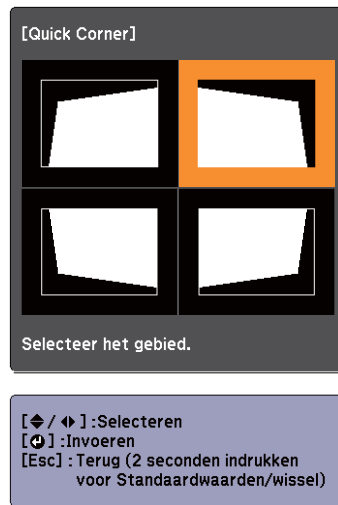 [Quick Corner]
Selecteer het gebied.
[◆/◆] :Selecteren
[↵] :Invoeren
[Esc] : Terug (2 seconden indrukken
voor Standaardwaarden/wissel)